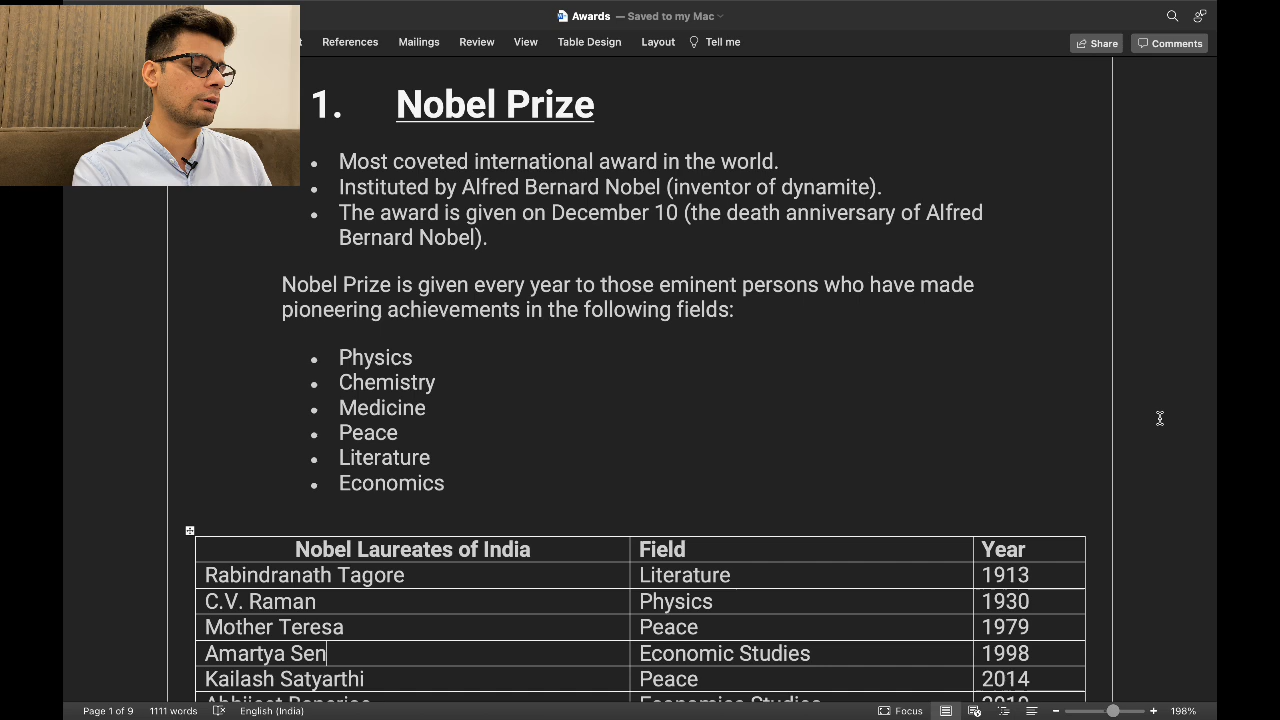 Awards — Saved to my Mac
References Mailings Review View Table Design Layout Tell me Share Comments
1. Nobel Prize
• Most coveted international award in the world.
• Instituted by Alfred Bernard Nobel (inventor of dynamite).
• The award is given on December 10 (the death anniversary of Alfred
Bernard Nobel).
Nobel Prize is given every year to those eminent persons who have made
pioneering achievements in the following fields:
• Physics
• Chemistry
• Medicine
• Peace
• Literature
• Economics
Nobel Laureates of India Field Year
Rabindranath Tagore Literature 1913
C.V. Raman Physics 1930
Mother Teresa Peace 1979
Amartya Sen Economic Studies 1998
Kailash Satyarthi Peace 2014
Page 1 of 9 1111 words English (India) Focus 198%